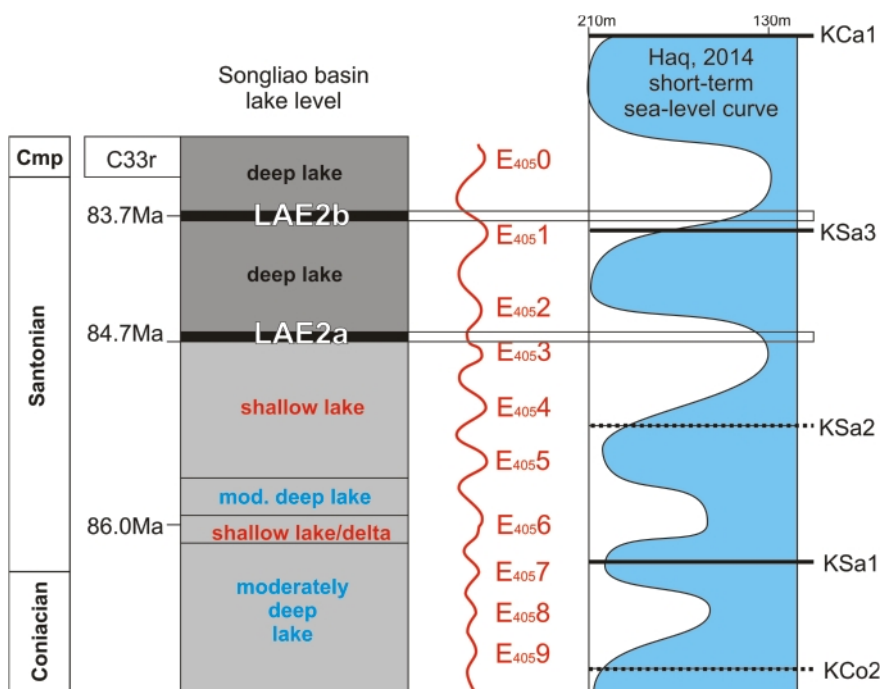 210m
130m
KCa1
Songliao basin
lake level
Haq, 2014
short-term
sea-level curve
Cmp
C33r
deep lake
E4050
83.7Ma
LAE2b
E4051
KSa3
deep lake
E4052
84.7Ma
LAE2a
E4053
Santonian
shallow lake
E4054
KSa2
E4055
mod. deep lake
86.0Ma
shallow lake/delta
E4056
KSa1
E4057
Coniacian
moderately
deep
lake
E4058
E4059
KCo2